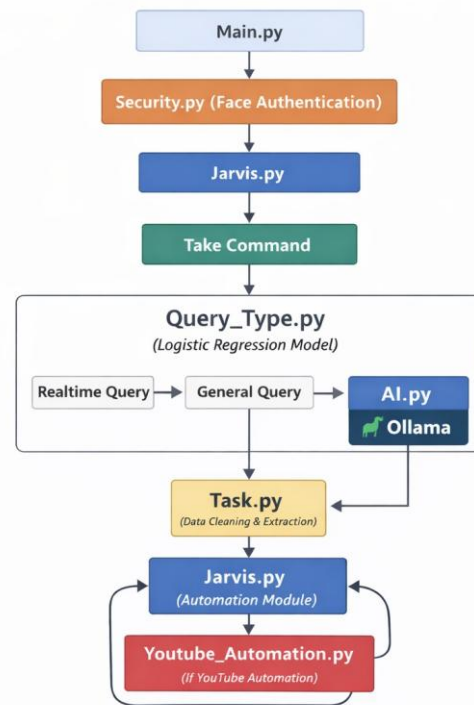 Main.py
Security.py (Face Authentication)
Jarvis.py
Take Command
Query_Type.py
(Logistic Regression Model)
Realtime Query
General Query
AI.py
Ollama
Task.py
(Data Cleaning & Extraction)
Jarvis.py
(Automation Module)
Youtube_Automation.py
(If YouTube Automation)